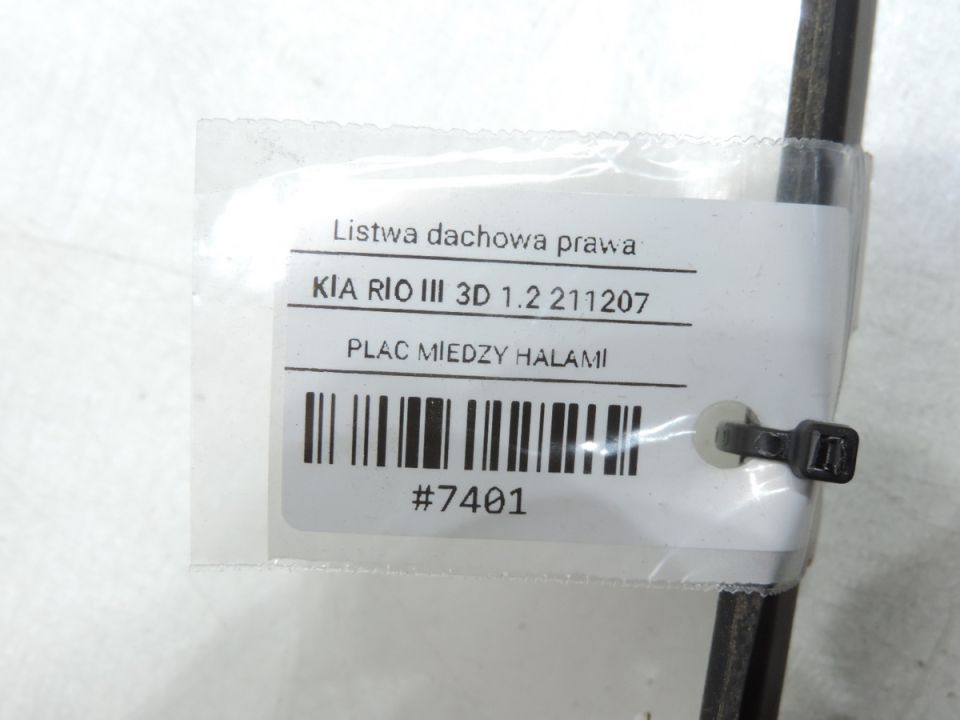 Listwa dachowa prawa
KIA RIO III 3D 1.2 211207
PLAC MIEDZY HALAMI
#7401